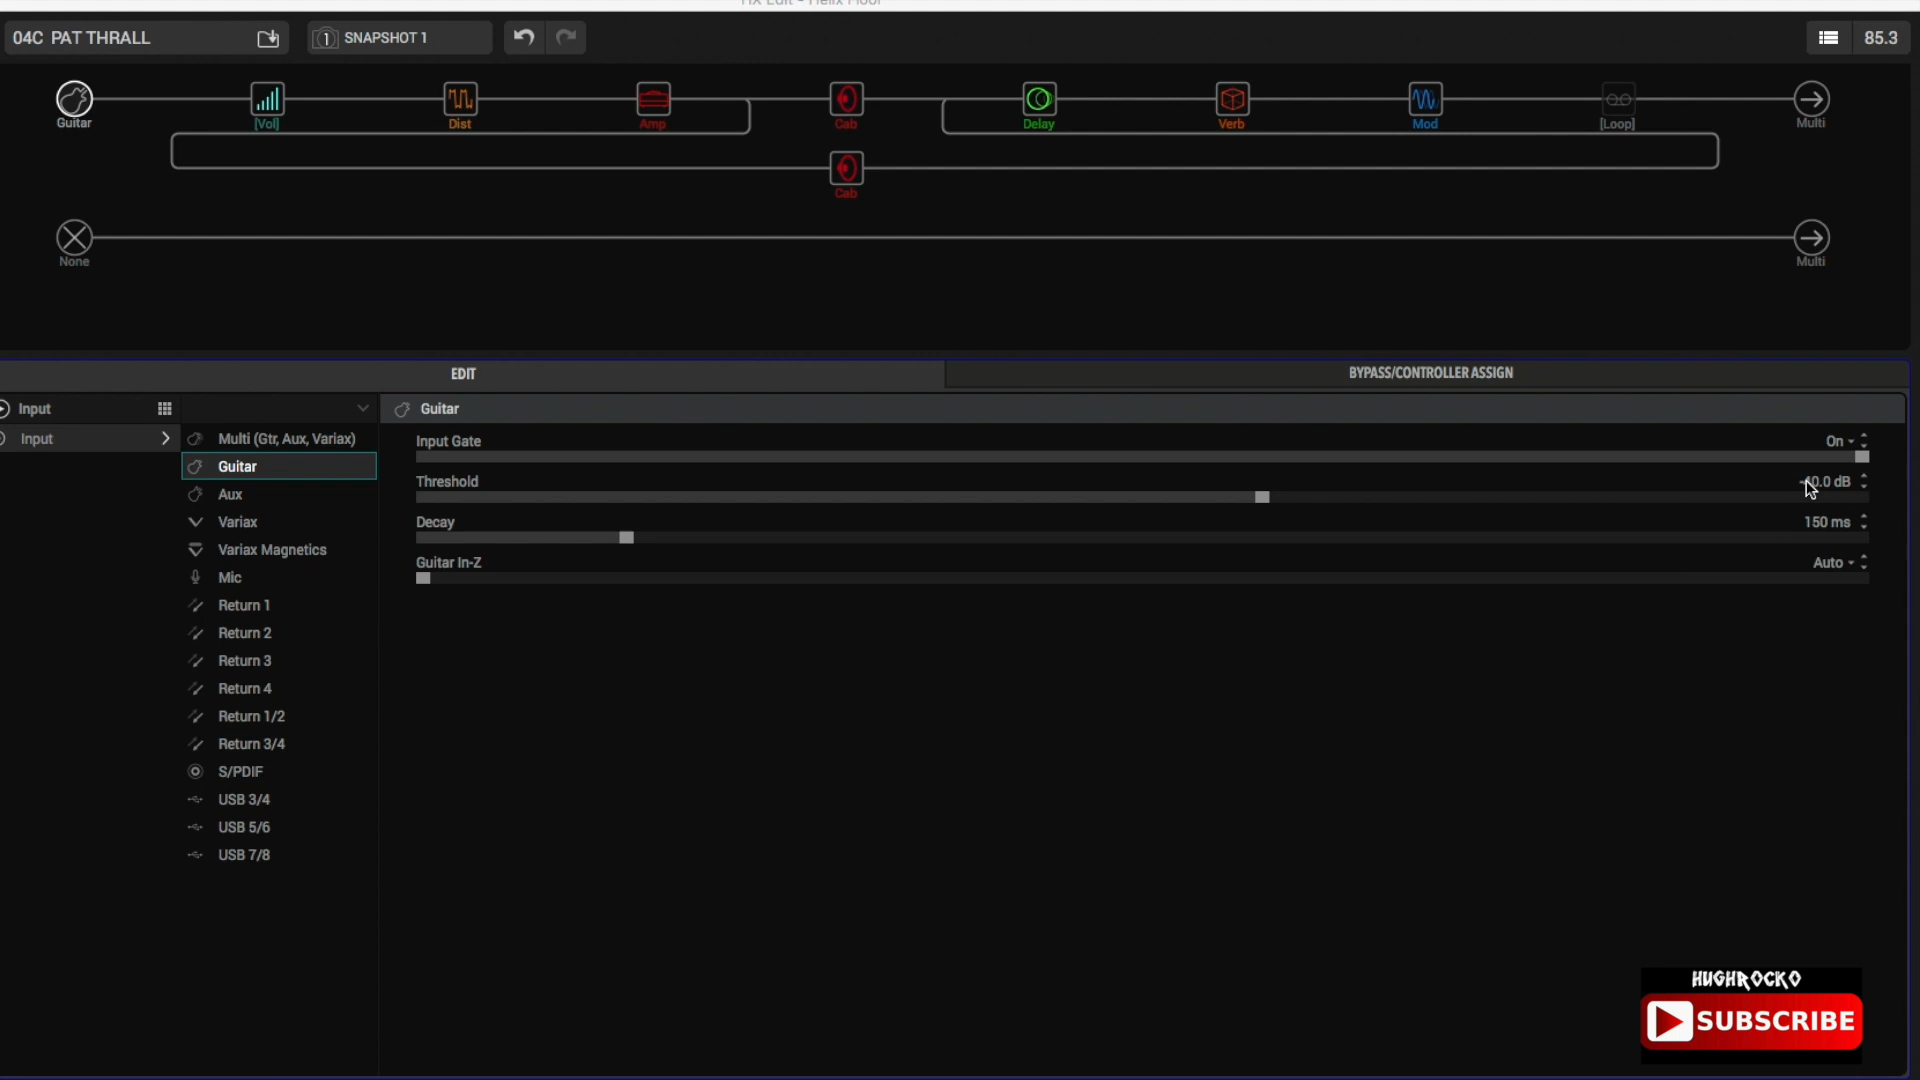 04C PAT THRALL
1 SNAPSHOT 1
85.3
Guitar
[Vol]
Dist
Amp
Cab
Delay
Verb
Mod
[Loop]
Multi
Cab
None
Multi
EDIT
BYPASS/CONTROLLER ASSIGN
Input
Guitar
Input
Multi (Gtr, Aux, Variax)
Guitar
Aux
Variax
Variax Magnetics
Mic
Return 1
Return 2
Return 3
Return 4
Return 1/2
Return 3/4
S/PDIF
USB 3/4
USB 5/6
USB 7/8
Input Gate
On
Threshold
-40.0 dB
Decay
150 ms
Guitar In-Z
Auto
HUGHROCKO
SUBSCRIBE